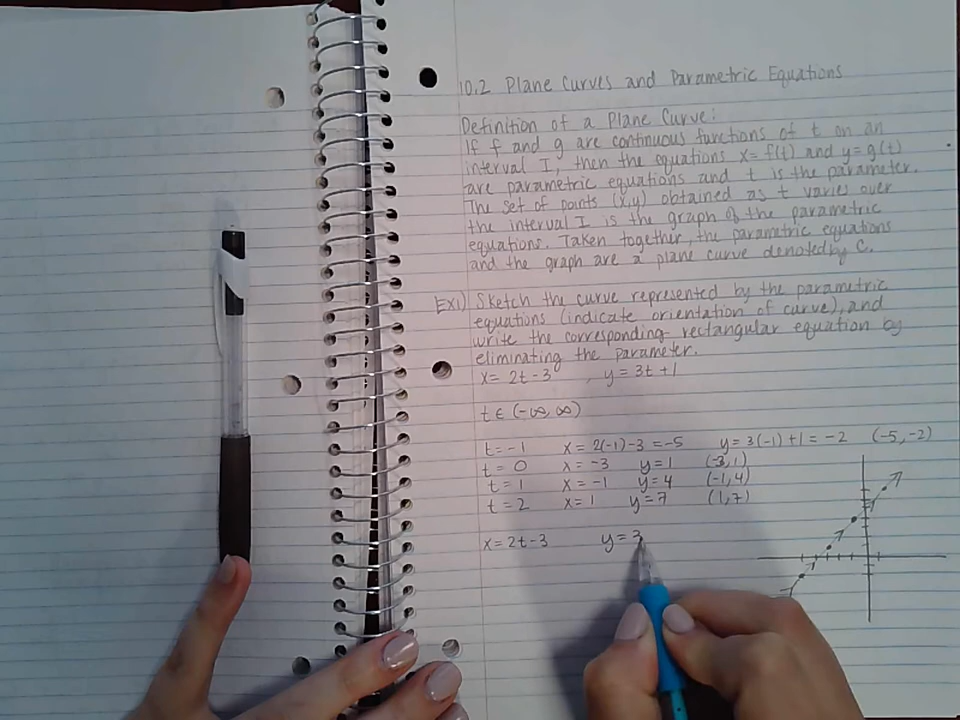 10.2 Plane Curves and Parametric Equations
Definition of a Plane Curve:
If f and g are continuous functions of t on an
interval I, then the equations x=f(t) and y=g(t)
are parametric equations and t is the parameter.
The set of points (x,y) obtained as t varies over
the interval I is the graph of the parametric
equations. Taken together, the parametric equations
and the graph are a plane curve denoted by C.
EX1) Sketch the curve represented by the parametric
equations (indicate orientation of curve), and
write the corresponding rectangular equation by
eliminating the parameter.
x= 2t-3 , y= 3t+1
t ∈ (-∞,∞)
t= -1 x= 2(-1)-3 =-5 y= 3(-1)+1 = -2 (-5,-2)
t= 0 x= -3 y= 1 (-3,1)
t= 1 x= -1 y= 4 (-1,4)
t= 2 x= 1 y= 7 (1,7)
x= 2t-3 y= 3